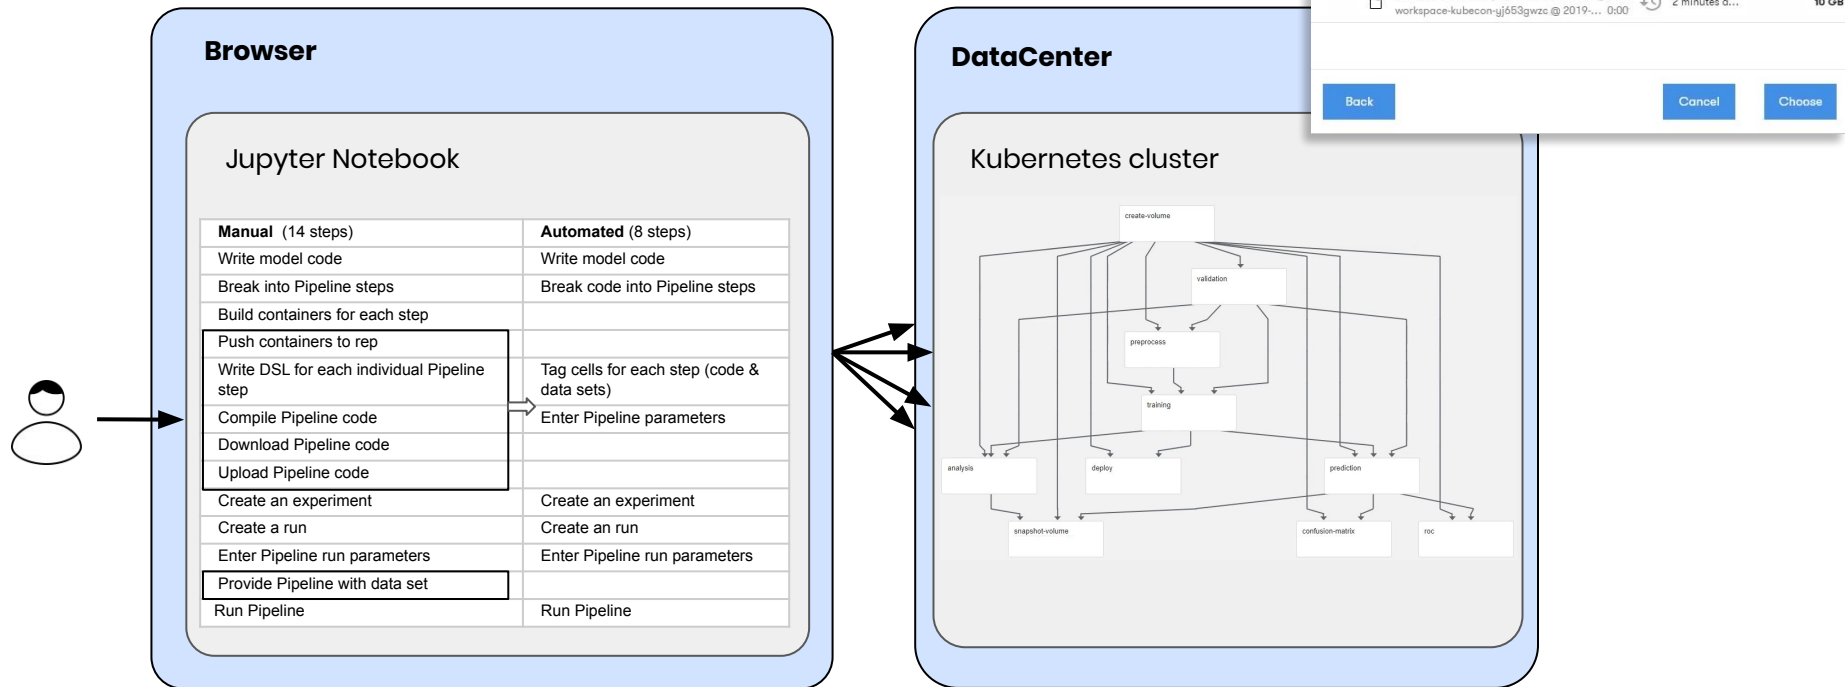 workspace-kubecon-yj653gwzc @ 2019-... 0:00
2 minutes a...
10 GB
Back
Cancel
Choose
Browser
Jupyter Notebook
Manual (14 steps)
Automated (8 steps)
Write model code
Write model code
Break into Pipeline steps
Break code into Pipeline steps
Build containers for each step
Push containers to rep
Write DSL for each individual Pipeline
step
Tag cells for each step (code &
data sets)
Compile Pipeline code
Enter Pipeline parameters
Download Pipeline code
Upload Pipeline code
Create an experiment
Create an experiment
Create a run
Create an run
Enter Pipeline run parameters
Enter Pipeline run parameters
Provide Pipeline with data set
Run Pipeline
Run Pipeline
DataCenter
Kubernetes cluster
create-volume
validation
preprocess
training
analysis
deploy
prediction
snapshot-volume
confusion-matrix
roc